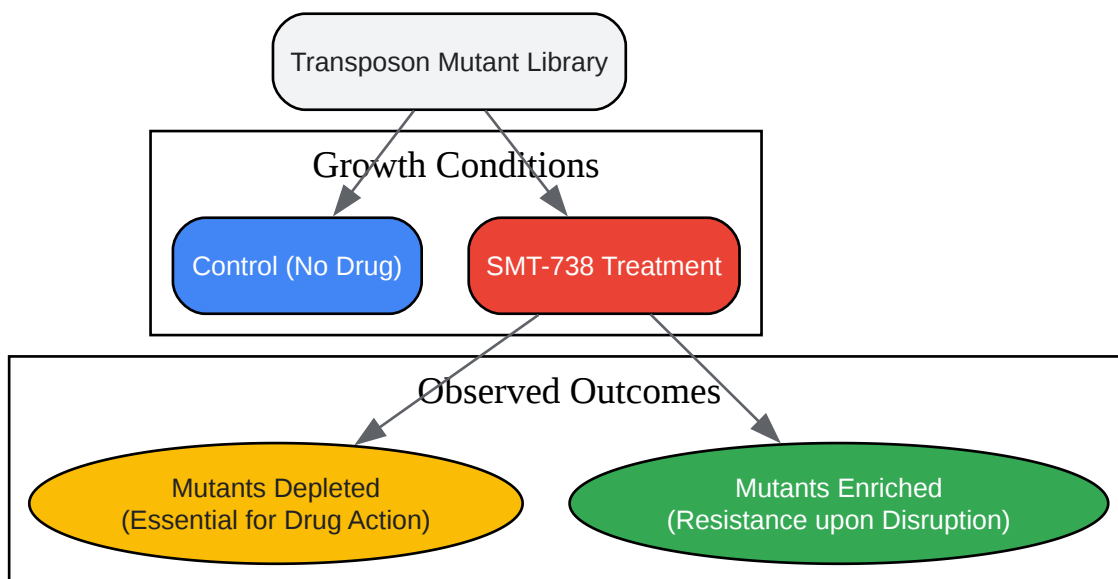 Transposon Mutant Library
Growth Conditions
Control (No Drug)
SMT-738 Treatment
Observed Outcomes
Mutants Depleted
(Essential for Drug Action)
Mutants Enriched
(Resistance upon Disruption)